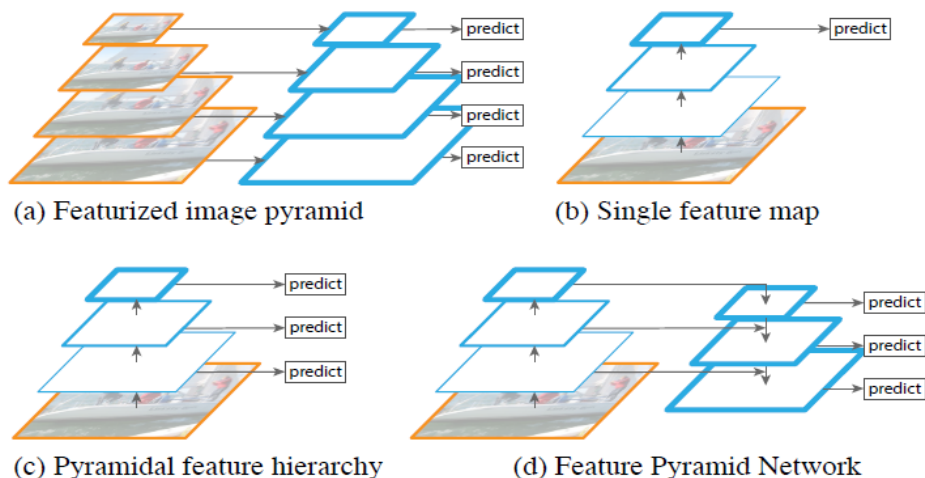 predict
predict
predict
predict
predict
(a) Featurized image pyramid
(b) Single feature map
predict
predict
predict
predict
predict
predict
(c) Pyramidal feature hierarchy
(d) Feature Pyramid Network